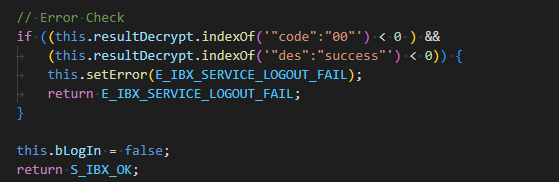 // Error Check
if ((this.resultDecrypt.indexOf('"code":"00"') < 0 ) &&
(this.resultDecrypt.indexOf('"des":"success"') < 0)) {
this.setError(E_IBX_SERVICE_LOGOUT_FAIL);
return E_IBX_SERVICE_LOGOUT_FAIL;
}
this.bLogIn = false;
return S_IBX_OK;